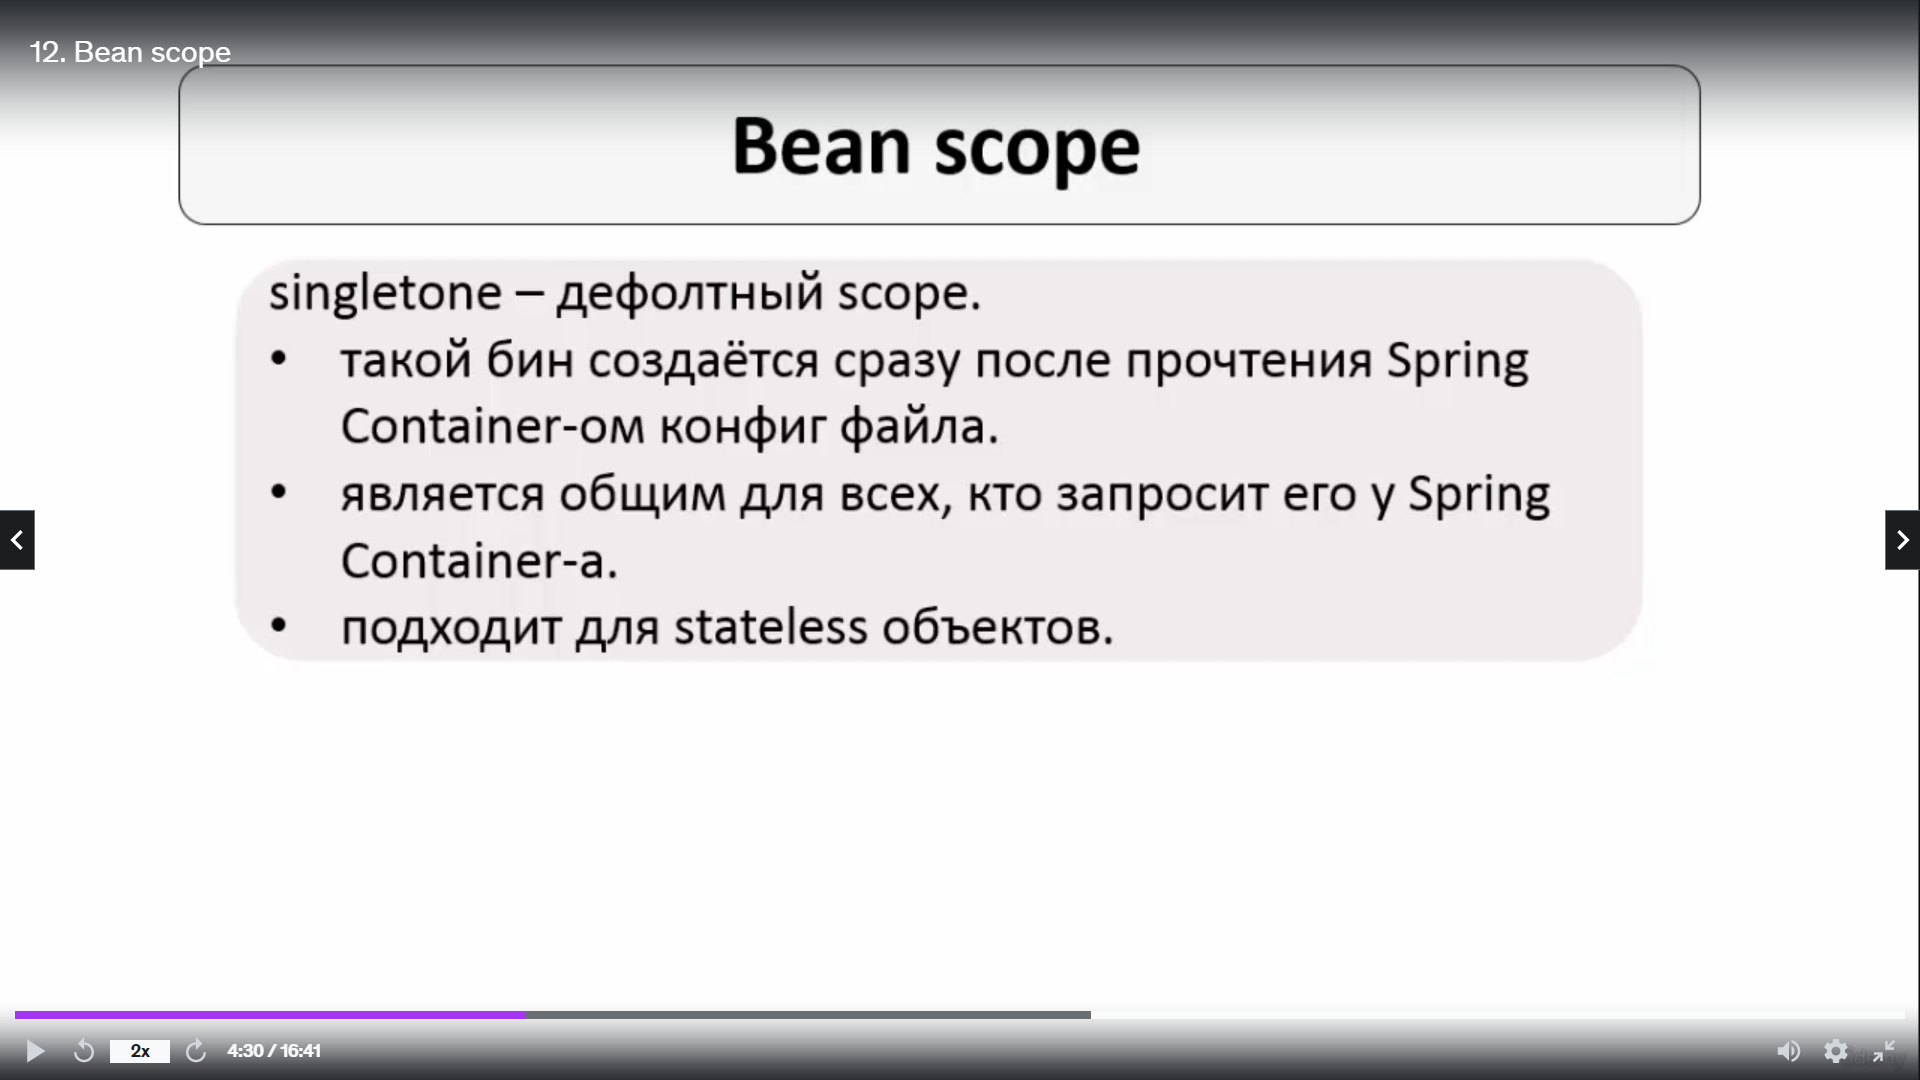 12. Bean scope
Bean scope
singletone – дефолтный scope.
• такой бин создаётся сразу после прочтения Spring
Container-ом конфиг файла.
• является общим для всех, кто запросит его у Spring
Container-а.
• подходит для stateless объектов.
2x
4:30 / 16:41